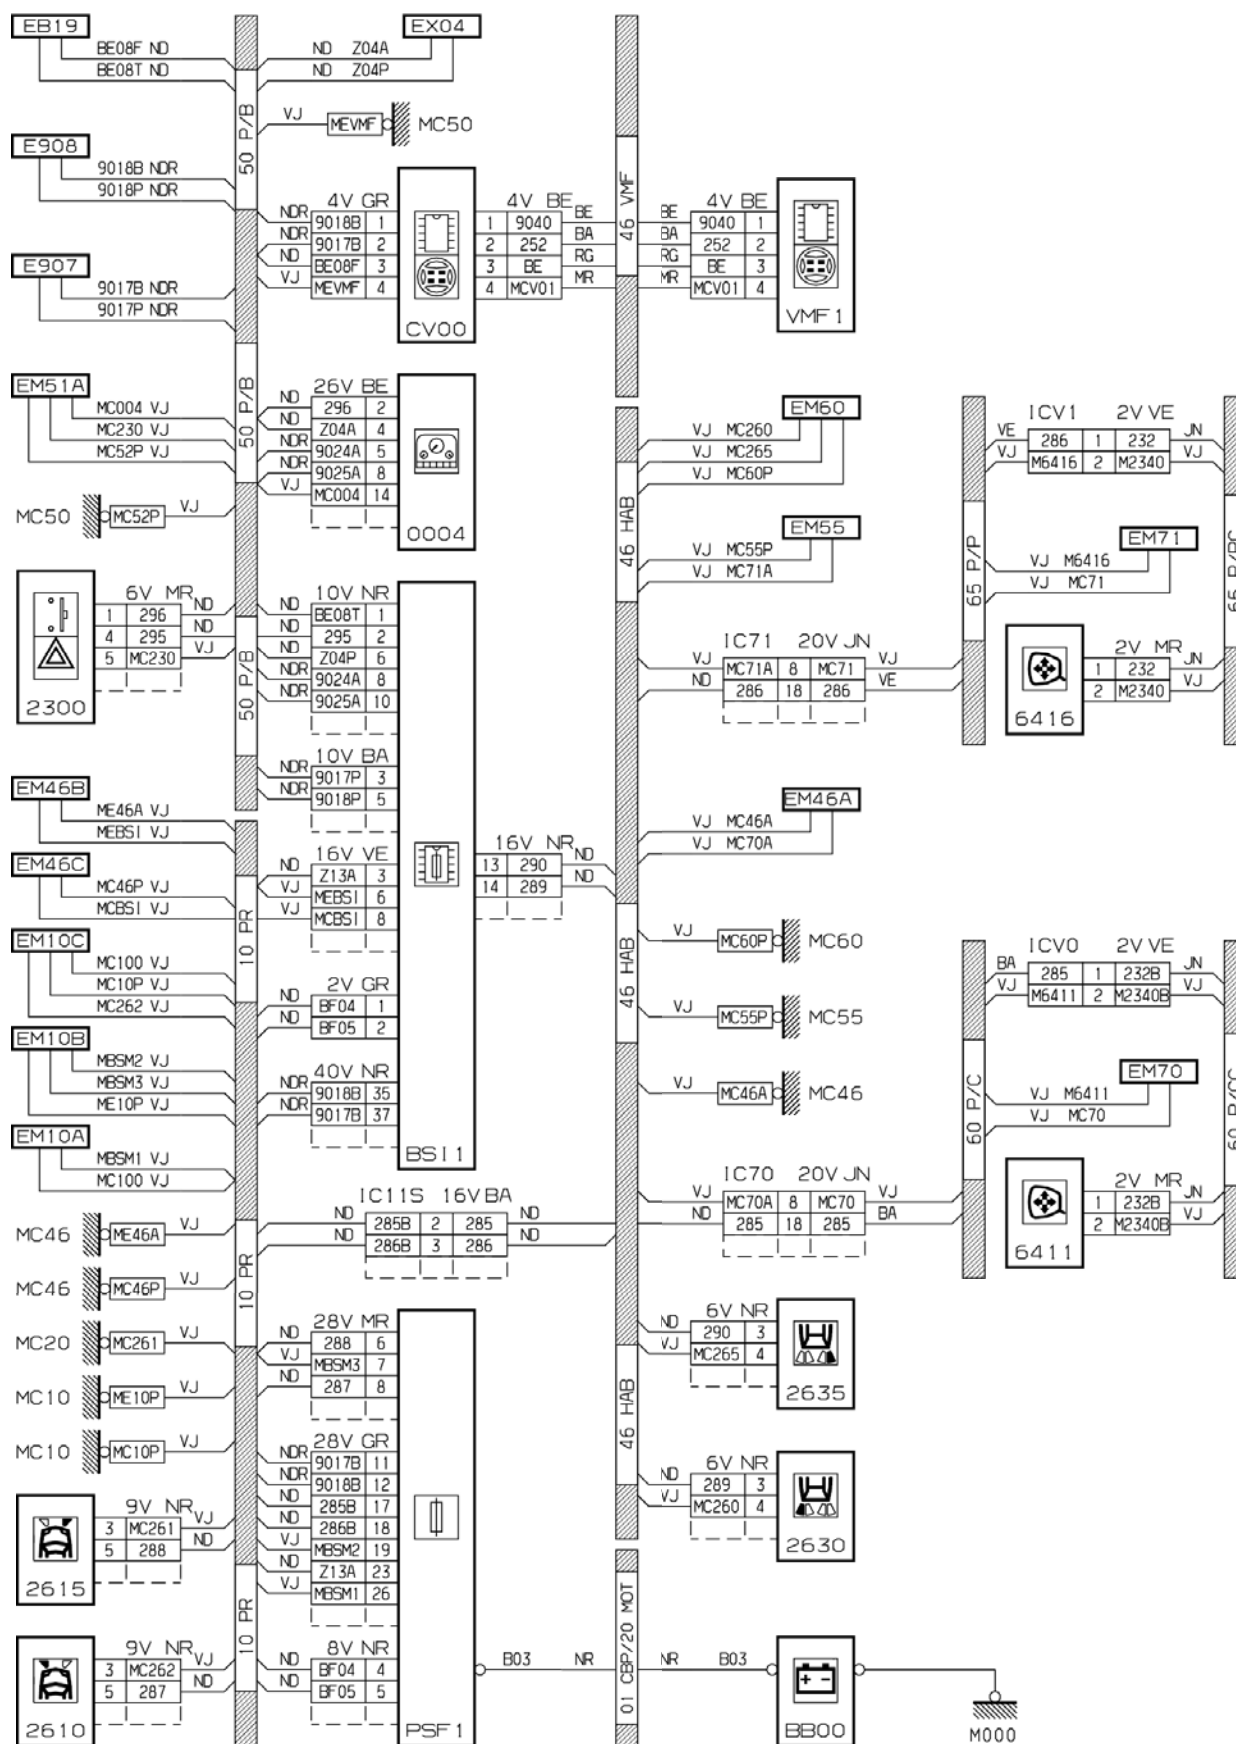 EB19
BE08F ND
BE08T ND
EX04
ND Z04A
ND Z04P
VJ MEVMF MC50
50 P/B
E908
9018B NDR
9018P NDR
E907
9017B NDR
9017P NDR
4V GR
NDR 9018B 1
NDR 9017B 2
ND BE08F 3
VJ MEVMF 4
CV00
4V BE
1 9040 BE
2 252 BA
3 BE RG
4 MCV01 MR
46 VMF
4V BE
BE 9040 1
BA 252 2
RG BE 3
MR MCV01 4
VMF1
EM51A
MC004 VJ
MC230 VJ
MC52P VJ
50 P/B
26V BE
ND 296 2
ND Z04A 4
NDR 9024A 5
NDR 9025A 8
VJ MC004 14
0004
MC50 MC52P VJ
EM60
VJ MC260
VJ MC265
VJ MC60P
46 HAB
EM55
VJ MC55P
VJ MC71A
ICV1 2V VE
VE 286 1 232 JN
VJ M6416 2 M2340 VJ
65 P/P
EM71
VJ M6416
VJ MC71
65 P/PC
2300
6V MR
1 296 ND
4 295 ND
5 MC230 VJ
50 P/B
10V NR
ND BE08T 1
ND 295 2
ND Z04P 6
NDR 9024A 8
NDR 9025A 10
10V BA
NDR 9017P 3
NDR 9018P 5
IC71 20V JN
VJ MC71A 8 MC71 VJ
ND 286 18 286 VE
6416
2V MR
1 232 JN
2 M2340 VJ
EM46B
ME46A VJ
MEBSI VJ
EM46C
MC46P VJ
MCBSI VJ
10 PR
16V VE
ND Z13A 3
VJ MEBSI 6
VJ MCBSI 8
16V NR
13 290 ND
14 289 ND
EM46A
VJ MC46A
VJ MC70A
46 HAB
VJ MC60P MC60
VJ MC55P MC55
VJ MC46A MC46
EM10C
MC100 VJ
MC10P VJ
MC262 VJ
2V GR
ND BF04 1
ND BF05 2
EM10B
MBSM2 VJ
MBSM3 VJ
ME10P VJ
40V NR
NDR 9018B 35
NDR 9017B 37
BSI1
EM10A
MBSM1 VJ
MC100 VJ
ICV0 2V VE
BA 285 1 232B JN
VJ M6411 2 M2340B VJ
60 P/C
EM70
VJ M6411
VJ MC70
60 P/CC
IC70 20V JN
VJ MC70A 8 MC70 VJ
ND 285 18 285 BA
6411
2V MR
1 232B JN
2 M2340B VJ
IC11S 16V BA
ND 285B 2 285 ND
ND 286B 3 286 ND
10 PR
MC46 ME46A VJ
MC46 MC46P VJ
MC20 MC261 VJ
MC10 ME10P VJ
MC10 MC10P VJ
28V MR
ND 288 6
VJ MBSM3 7
ND 287 8
28V GR
NDR 9017B 11
NDR 9018B 12
ND 285B 17
ND 286B 18
VJ MBSM2 19
ND Z13A 23
VJ MBSM1 26
8V NR
ND BF04 4
ND BF05 5
PSF1
46 HAB
6V NR
ND 290 3
VJ MC265 4
2635
6V NR
ND 289 3
VJ MC260 4
2630
2615
9V NR
3 MC261 VJ
5 288 ND
10 PR
2610
9V NR
3 MC262 VJ
5 287 ND
B03 NR
01 CBP/20 MOT
NR B03
BB00
M000